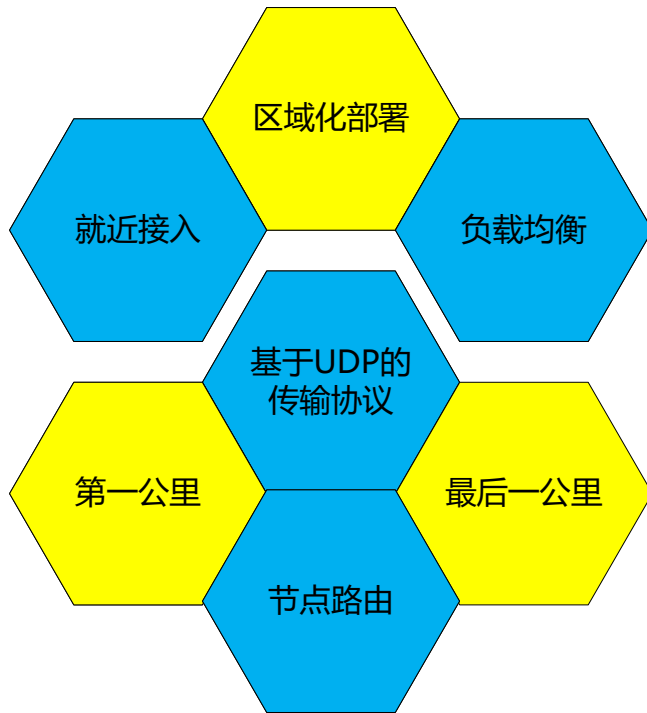 区域化部署
就近接入
负载均衡
基于UDP的
传输协议
第一公里
最后一公里
节点路由